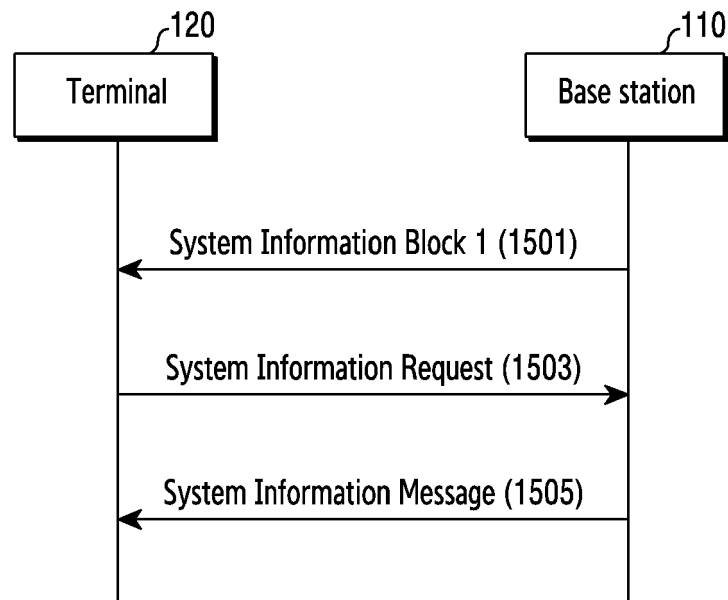 120
110
Terminal
Base station
System Information Block 1 (1501)
System Information Request (1503)
System Information Message (1505)